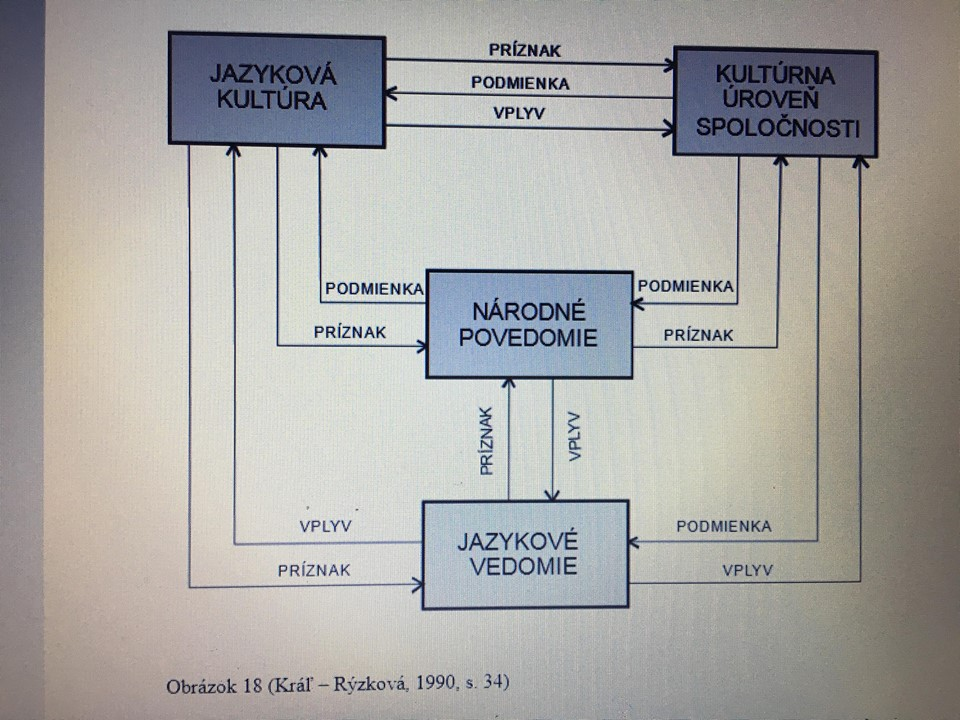 JAZYKOVÁ
KULTÚRA
PRÍZNAK
PODMIENKA
VPLYV
KULTÚRNA
ÚROVEŇ
SPOLOČNOSTI
PODMIENKA
PRÍZNAK
NÁRODNÉ
POVEDOMIE
PODMIENKA
PRÍZNAK
PRÍZNAK
VPLYV
VPLYV
PRÍZNAK
JAZYKOVÉ
VEDOMIE
PODMIENKA
VPLYV
Obrázok 18 (Kráľ – Rýzková, 1990, s. 34)